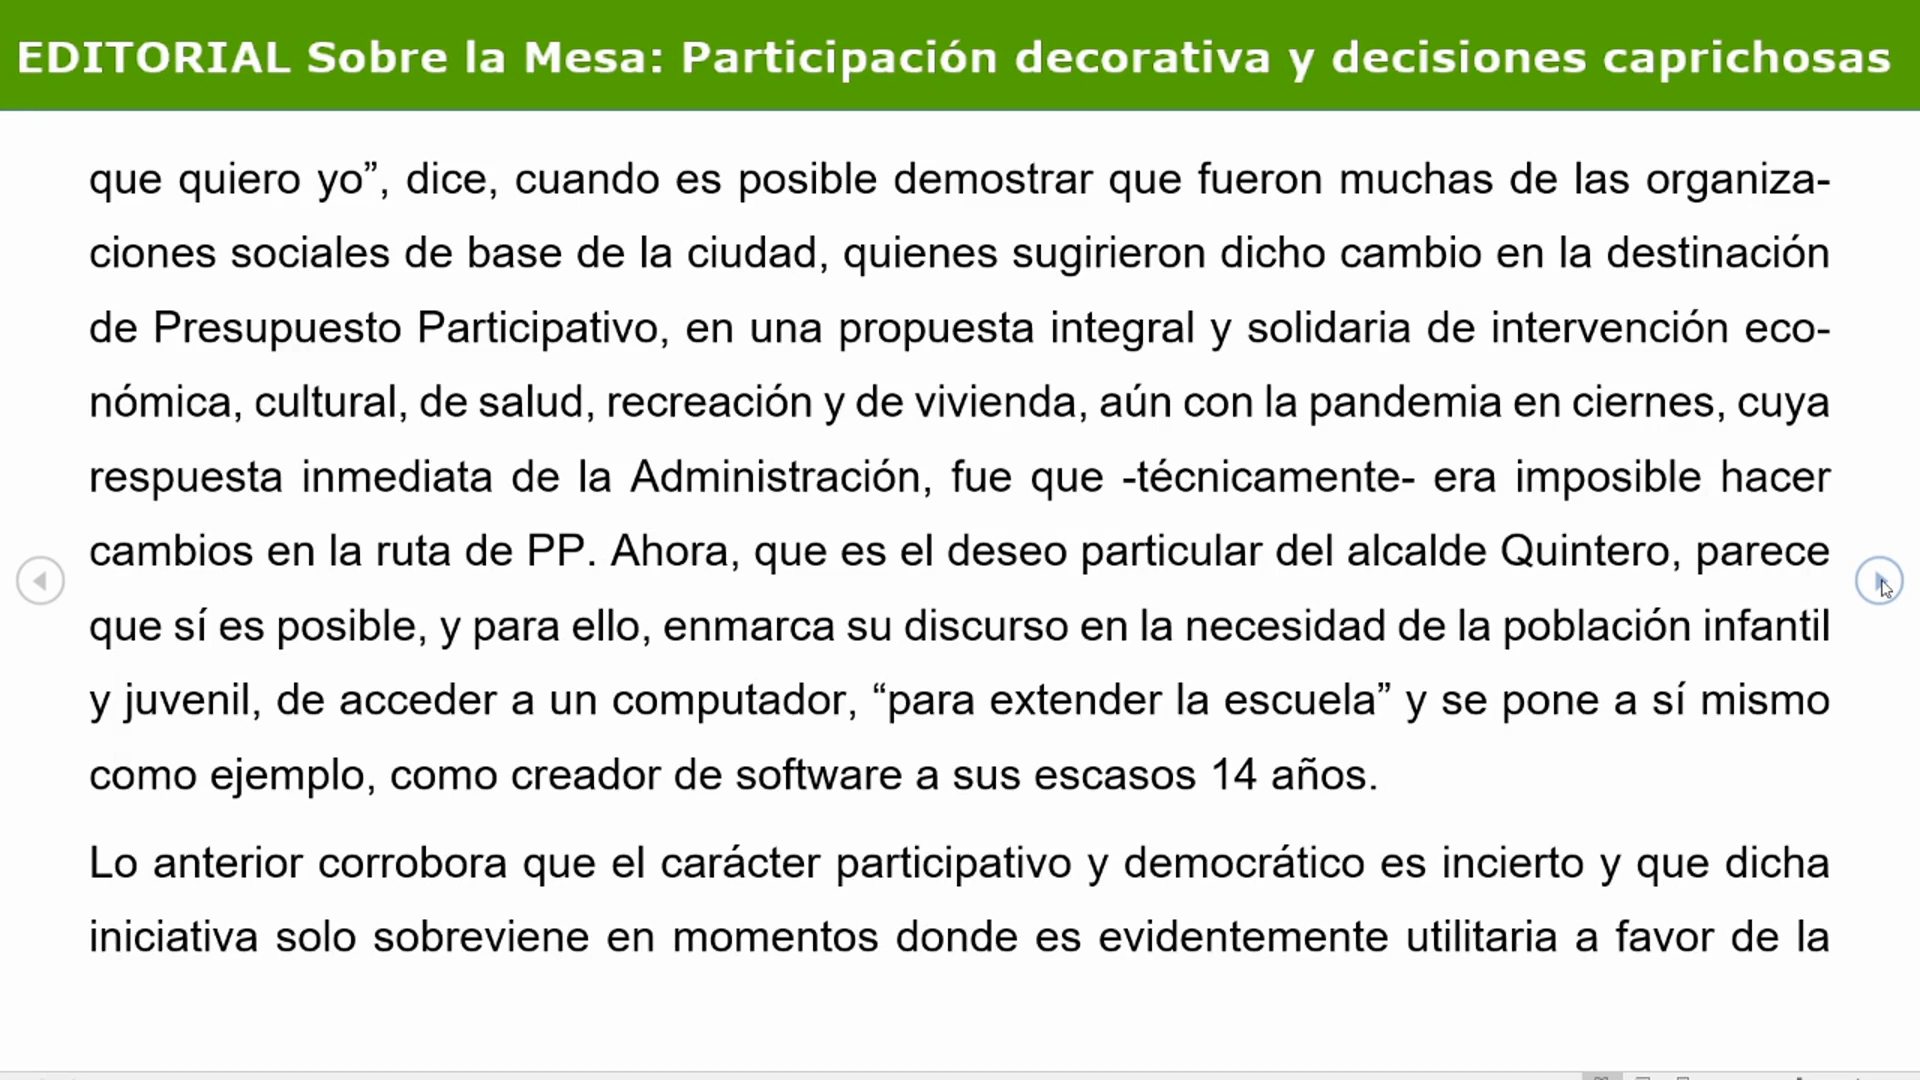 EDITORIAL Sobre la Mesa: Participación decorativa y decisiones caprichosas
que quiero yo”, dice, cuando es posible demostrar que fueron muchas de las organiza-
ciones sociales de base de la ciudad, quienes sugirieron dicho cambio en la destinación
de Presupuesto Participativo, en una propuesta integral y solidaria de intervención eco-
nómica, cultural, de salud, recreación y de vivienda, aún con la pandemia en ciernes, cuya
respuesta inmediata de la Administración, fue que -técnicamente- era imposible hacer
cambios en la ruta de PP. Ahora, que es el deseo particular del alcalde Quintero, parece
que sí es posible, y para ello, enmarca su discurso en la necesidad de la población infantil
y juvenil, de acceder a un computador, “para extender la escuela” y se pone a sí mismo
como ejemplo, como creador de software a sus escasos 14 años.
Lo anterior corrobora que el carácter participativo y democrático es incierto y que dicha
iniciativa solo sobreviene en momentos donde es evidentemente utilitaria a favor de la